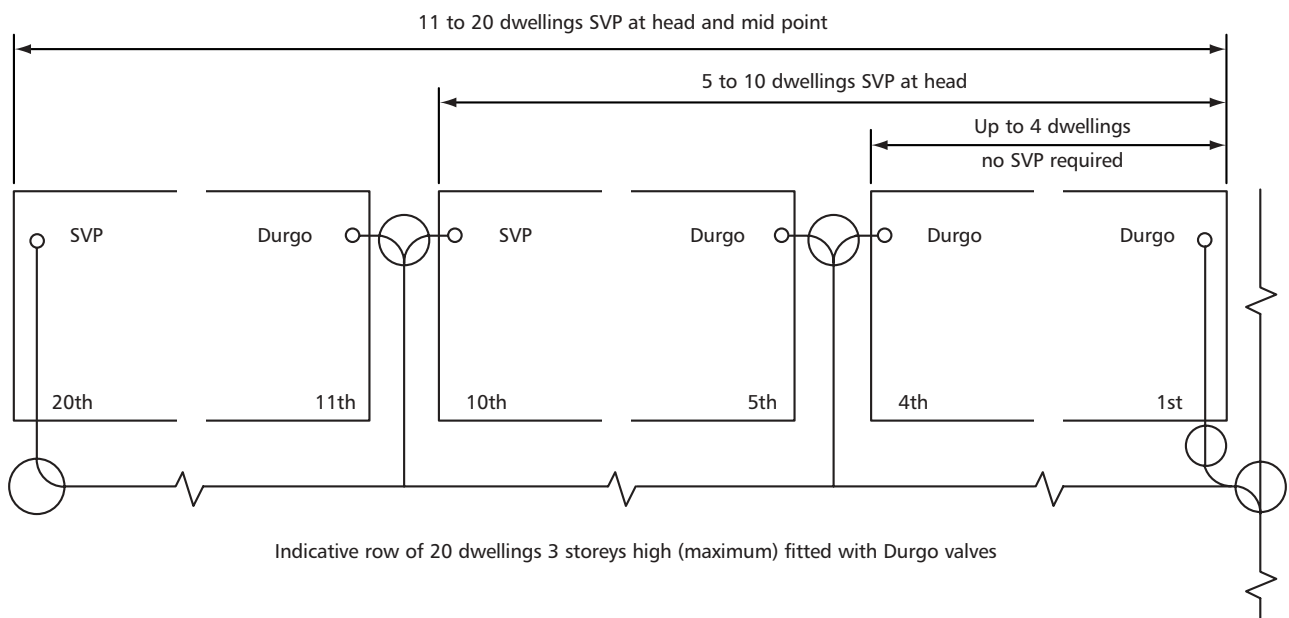 11 to 20 dwellings SVP at head and mid point
5 to 10 dwellings SVP at head
Up to 4 dwellings
no SVP required
SVP Durgo SVP Durgo Durgo Durgo
20th 11th 10th 5th 4th 1st
Indicative row of 20 dwellings 3 storeys high (maximum) fitted with Durgo valves